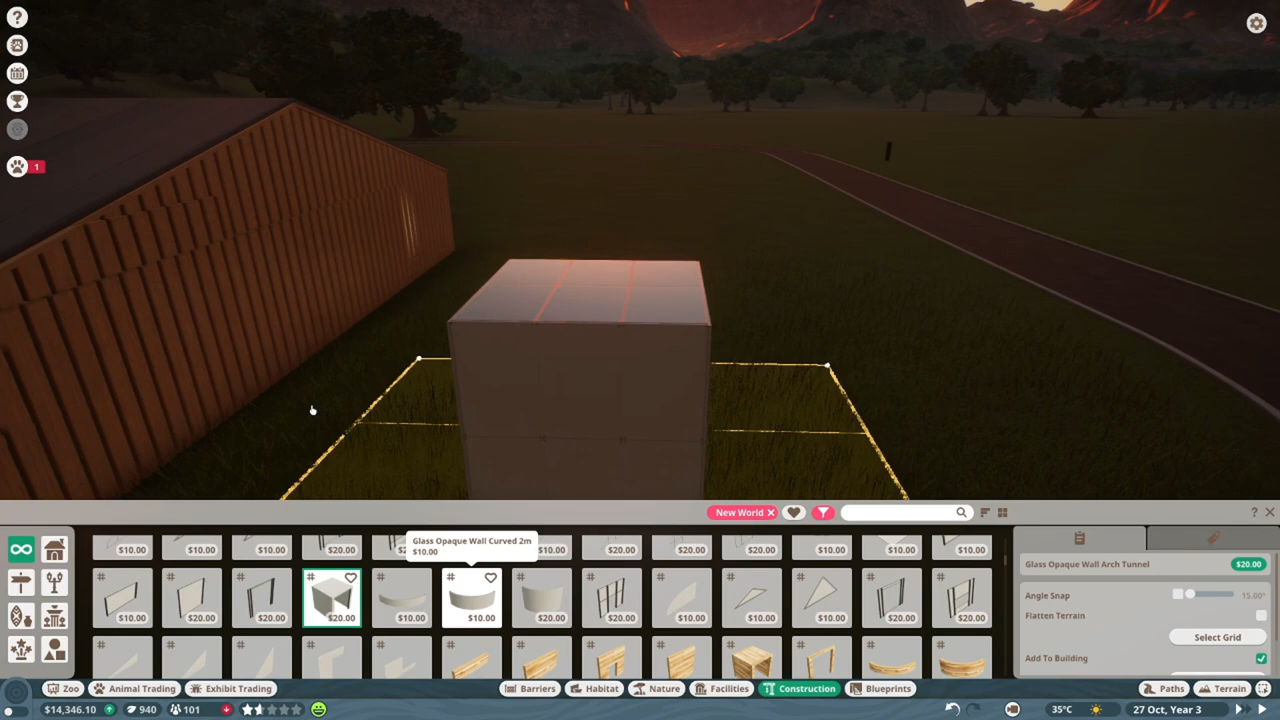 ?
1
New World ✕
? ✕
Glass Opaque Wall Curved 2m
$10.00
$10.00 $10.00 $10.00 $20.00 $10.00 $20.00 $20.00 $20.00 $10.00 $20.00
# # # # # # # # # # # # #
$10.00 $20.00 $20.00 $20.00 $10.00 $10.00 $20.00 $20.00 $10.00 $10.00 $10.00 $20.00 $20.00
# # # # # # # # # # # # #
Glass Opaque Wall Arch Tunnel $20.00
Angle Snap 15.00°
Flatten Terrain
Select Grid
Add To Building
Zoo Animal Trading Exhibit Trading Barriers Habitat Nature Facilities Construction Blueprints Paths Terrain
$14,346.10 940 101 35°C 27 Oct, Year 3